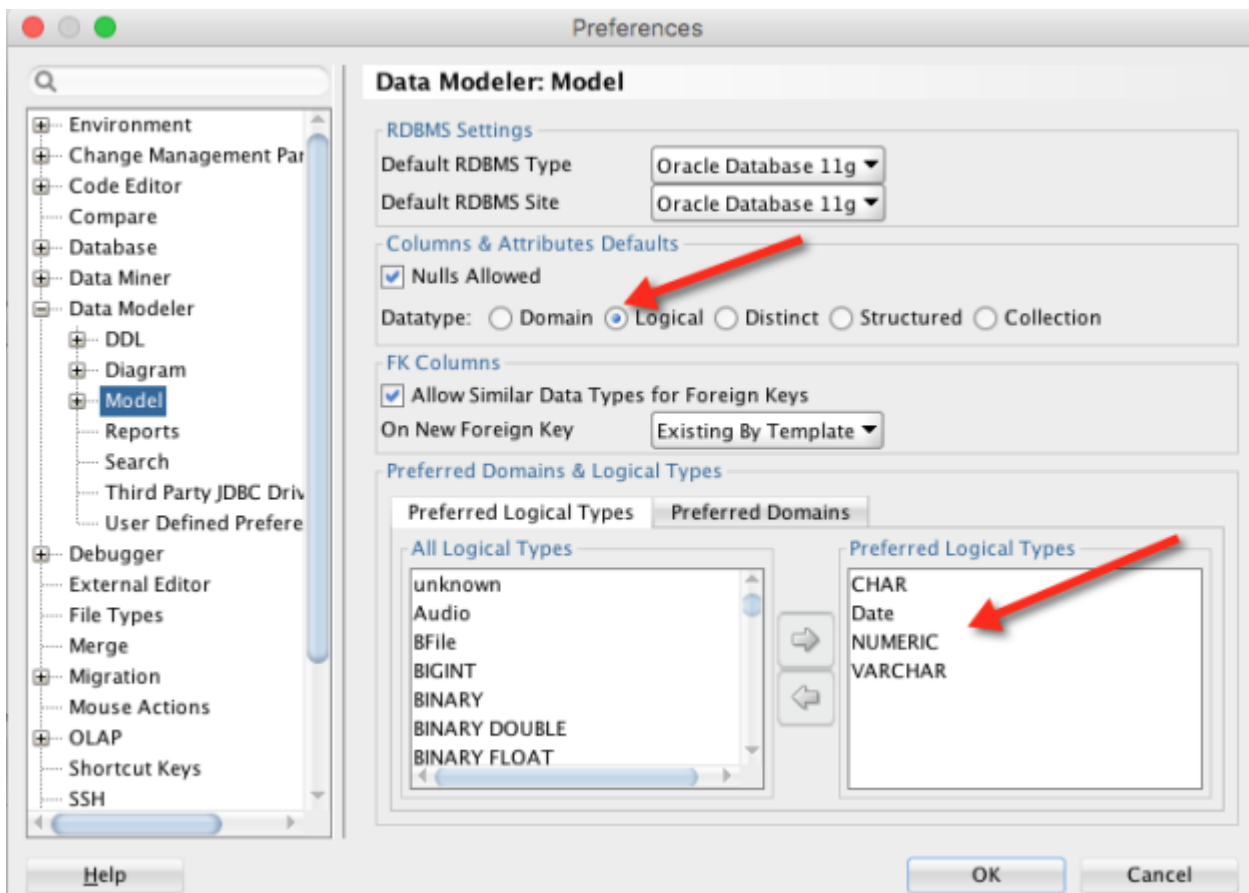 Preferences
Environment
Change Management Par
Code Editor
Compare
Database
Data Miner
Data Modeler
DDL
Diagram
Model
Reports
Search
Third Party JDBC Driv
User Defined Prefere
Debugger
External Editor
File Types
Merge
Migration
Mouse Actions
OLAP
Shortcut Keys
SSH
Data Modeler: Model
RDBMS Settings
Default RDBMS Type Oracle Database 11g
Default RDBMS Site Oracle Database 11g
Columns & Attributes Defaults
Nulls Allowed
Datatype: Domain Logical Distinct Structured Collection
FK Columns
Allow Similar Data Types for Foreign Keys
On New Foreign Key Existing By Template
Preferred Domains & Logical Types
Preferred Logical Types Preferred Domains
All Logical Types
unknown
Audio
BFile
BIGINT
BINARY
BINARY DOUBLE
BINARY FLOAT
Preferred Logical Types
CHAR
Date
NUMERIC
VARCHAR
Help OK Cancel